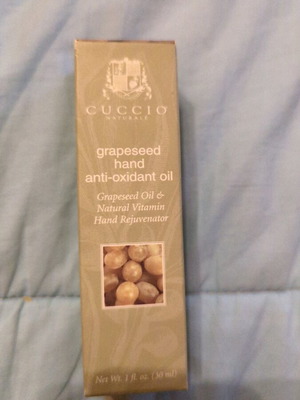 CUCCIO
NATURALÉ
grapeseed
hand
anti-oxidant oil
Grapeseed Oil &
Natural Vitamin
Hand Rejuvenator
Net Wt. 1 fl. oz. (30 ml)